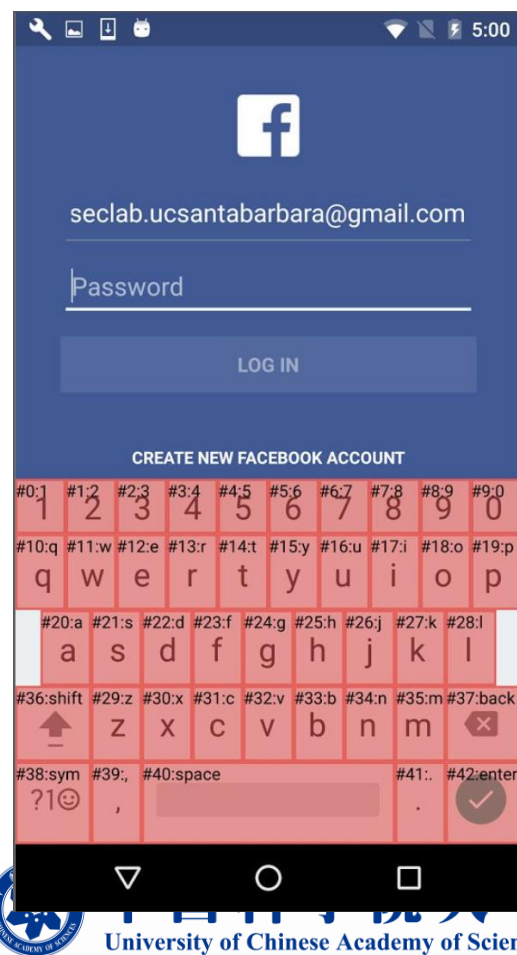 5:00
f
seclab.ucsantabarbara@gmail.com
Password
LOG IN
CREATE NEW FACEBOOK ACCOUNT
#0:1 #1:2 #2:3 #3:4 #4:5 #5:6 #6:7 #7:8 #8:9 #9:0
1 2 3 4 5 6 7 8 9 0
#10:q #11:w #12:e #13:r #14:t #15:y #16:u #17:i #18:o #19:p
q w e r t y u i o p
#20:a #21:s #22:d #23:f #24:g #25:h #26:j #27:k #28:l
a s d f g h j k l
#36:shift #29:z #30:x #31:c #32:v #33:b #34:n #35:m #37:back
z x c v b n m
#38:sym #39:, #40:space #41:. #42:enter
?1☺ , .
University of Chinese Academy of Scien